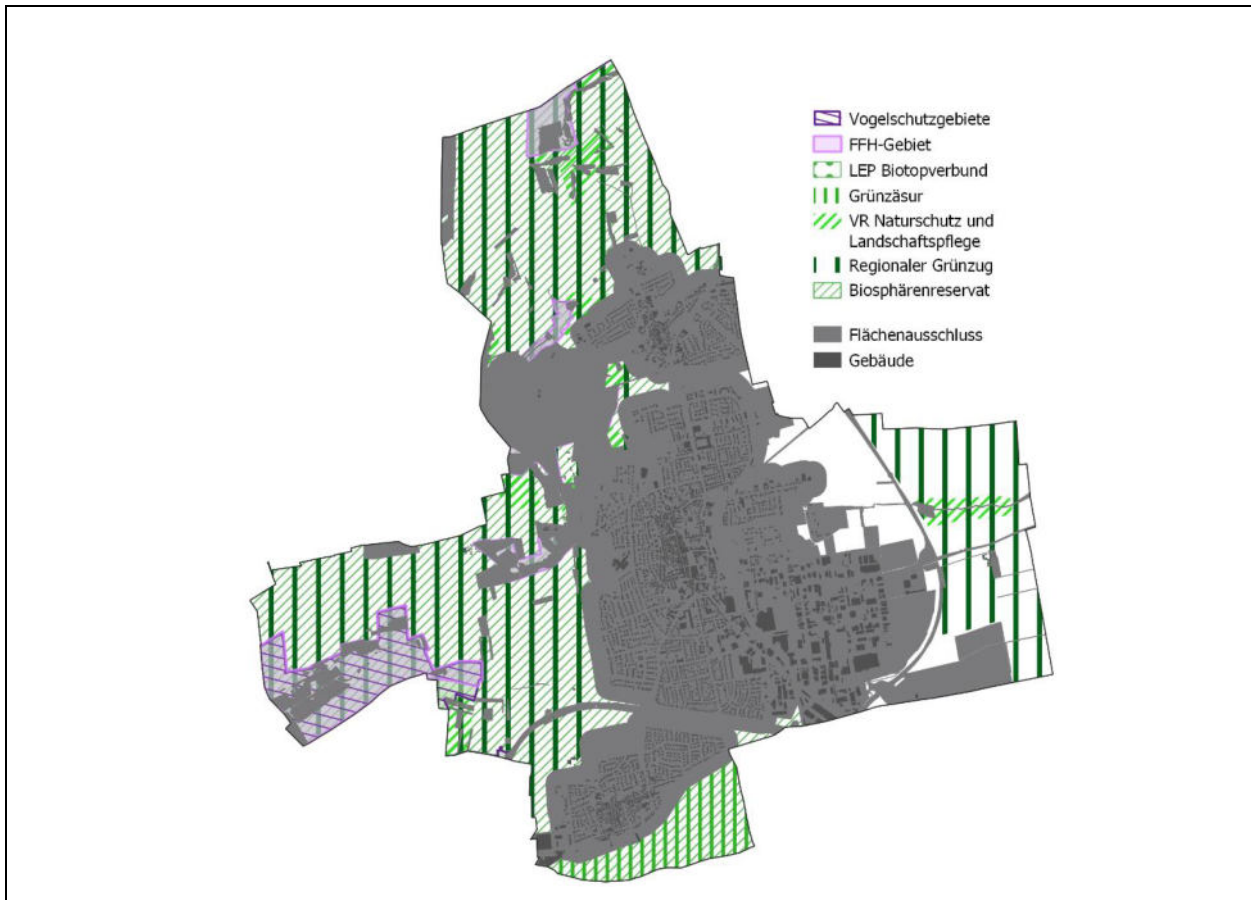 Vogelschutzgebiete
FFH-Gebiet
LEP Biotopverbund
Grünzäsur
VR Naturschutz und
Landschaftspflege
Regionaler Grünzug
Biosphärenreservat
Flächenausschluss
Gebäude